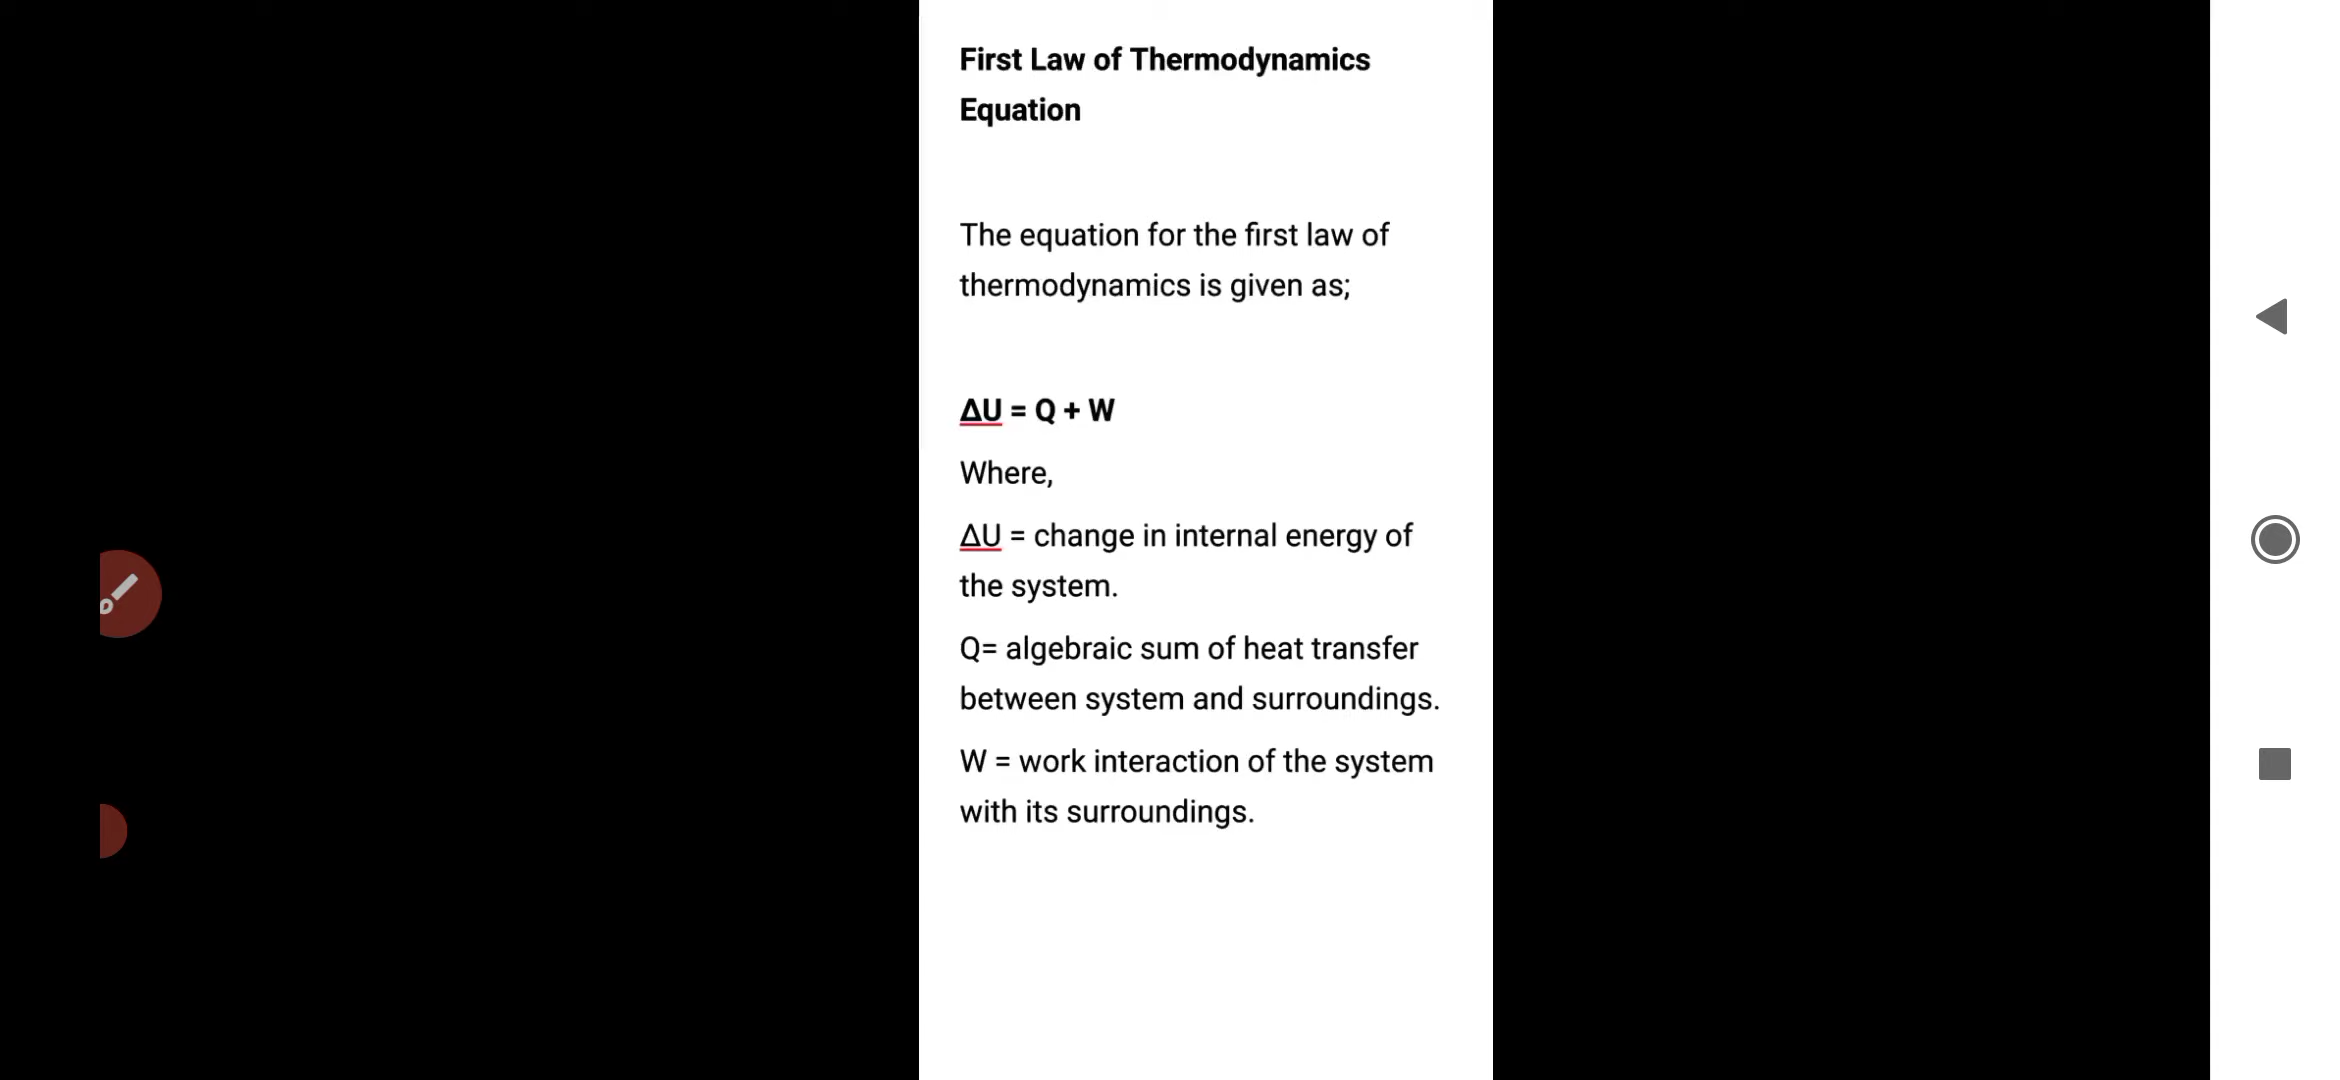 First Law of Thermodynamics
Equation
The equation for the first law of
thermodynamics is given as;
ΔU = Q + W
Where,
ΔU = change in internal energy of
the system.
Q= algebraic sum of heat transfer
between system and surroundings.
W = work interaction of the system
with its surroundings.